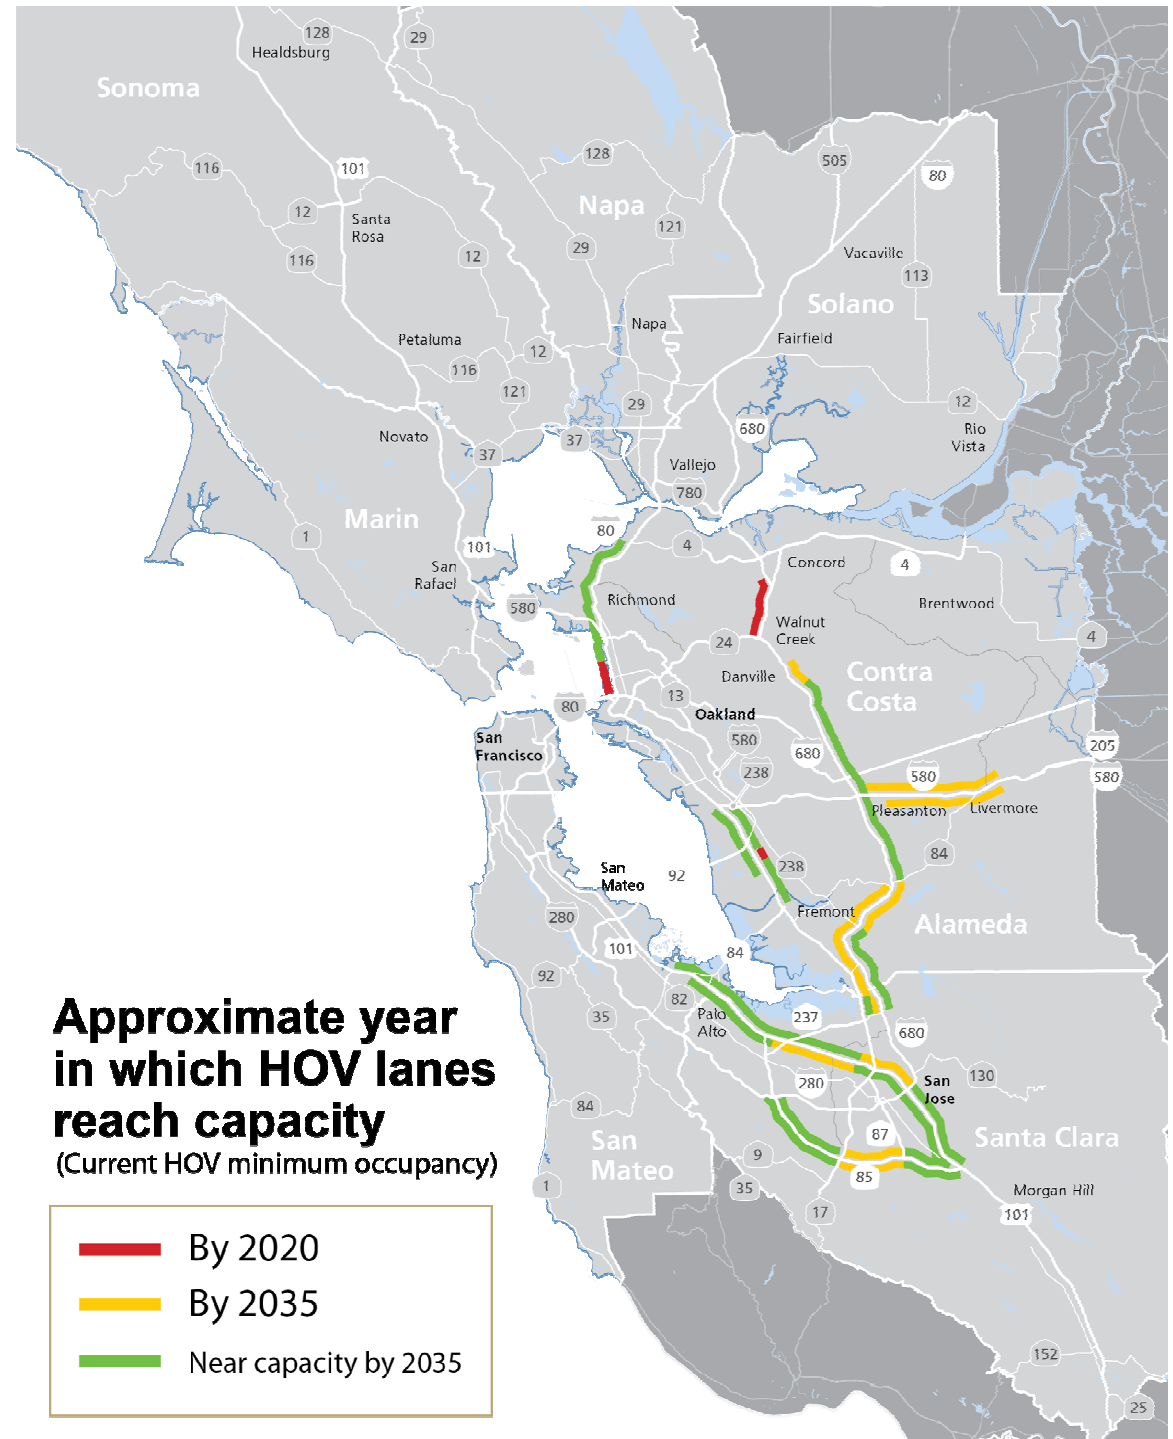 128
29
Healdsburg
Sonoma
128
505
80
116
101
Napa
12
Santa
Rosa
121
29
116
12
Vacaville
113
Solano
Napa
Petaluma
12
Fairfield
116
121
29
12
680
Rio
Vista
Novato
37
37
Vallejo
780
Marin
80
1
101
4
Concord
4
San
Rafael
580
Richmond
Brentwood
Walnut
Creek
24
4
Danville
Contra
Costa
13
80
Oakland
San
Francisco
580
680
205
238
580
580
Pleasanton
Livermore
84
San
Mateo
92
238
280
Fremont
Alameda
101
84
92
82
Palo
Alto
35
237
680
280
San
Jose
130
84
87
San
Mateo
Santa Clara
9
85
1
35
Morgan Hill
17
101
152
25
Approximate year
in which HOV lanes
reach capacity
(Current HOV minimum occupancy)
By 2020
By 2035
Near capacity by 2035